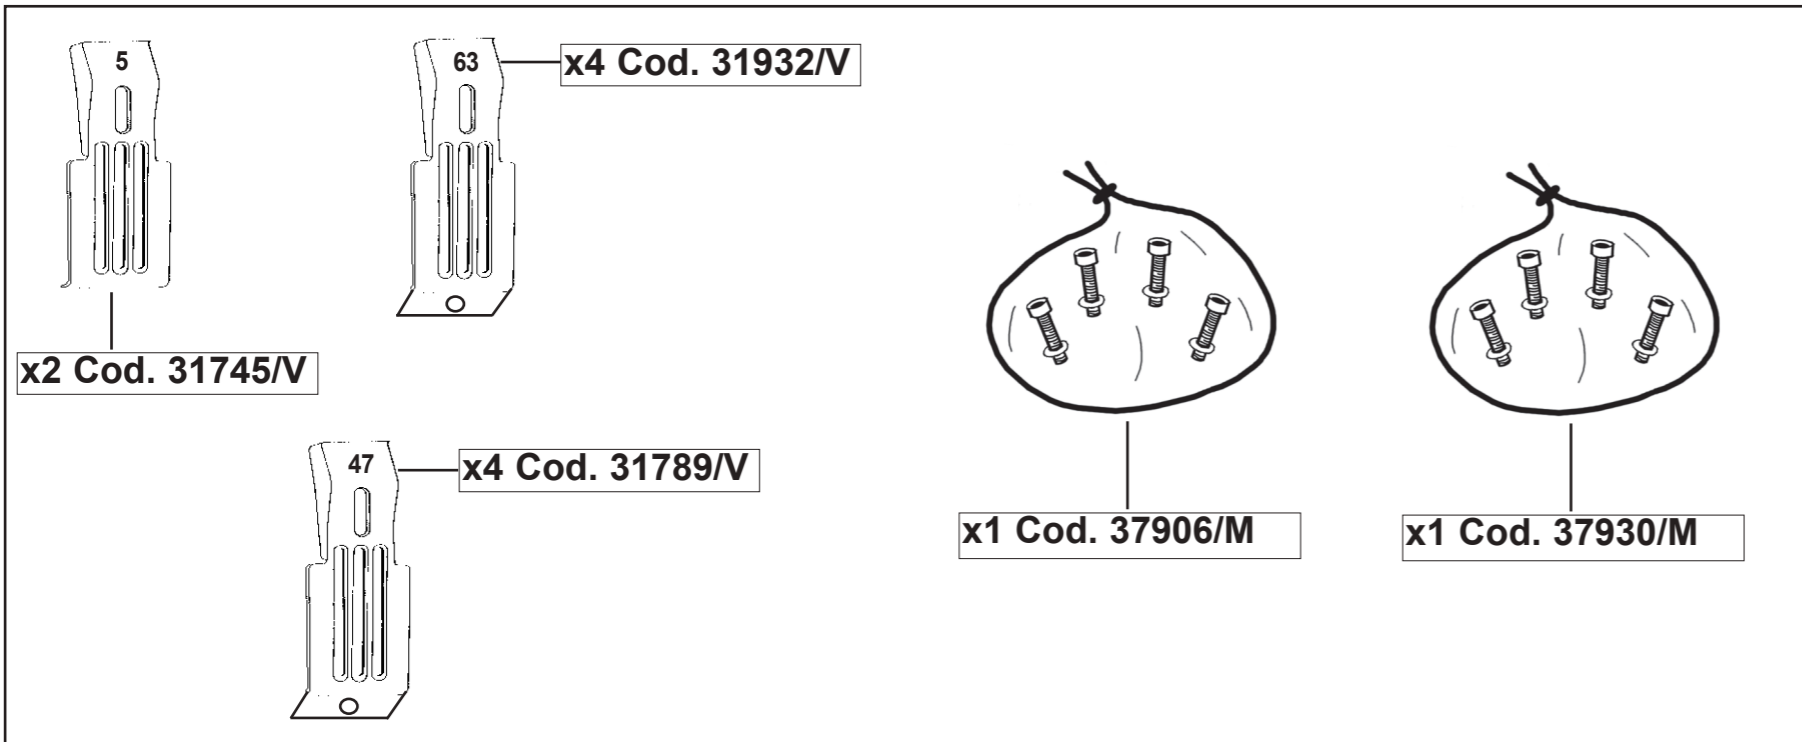 5
63
x4 Cod. 31932/V
x2 Cod. 31745/V
47
x4 Cod. 31789/V
x1 Cod. 37906/M
x1 Cod. 37930/M